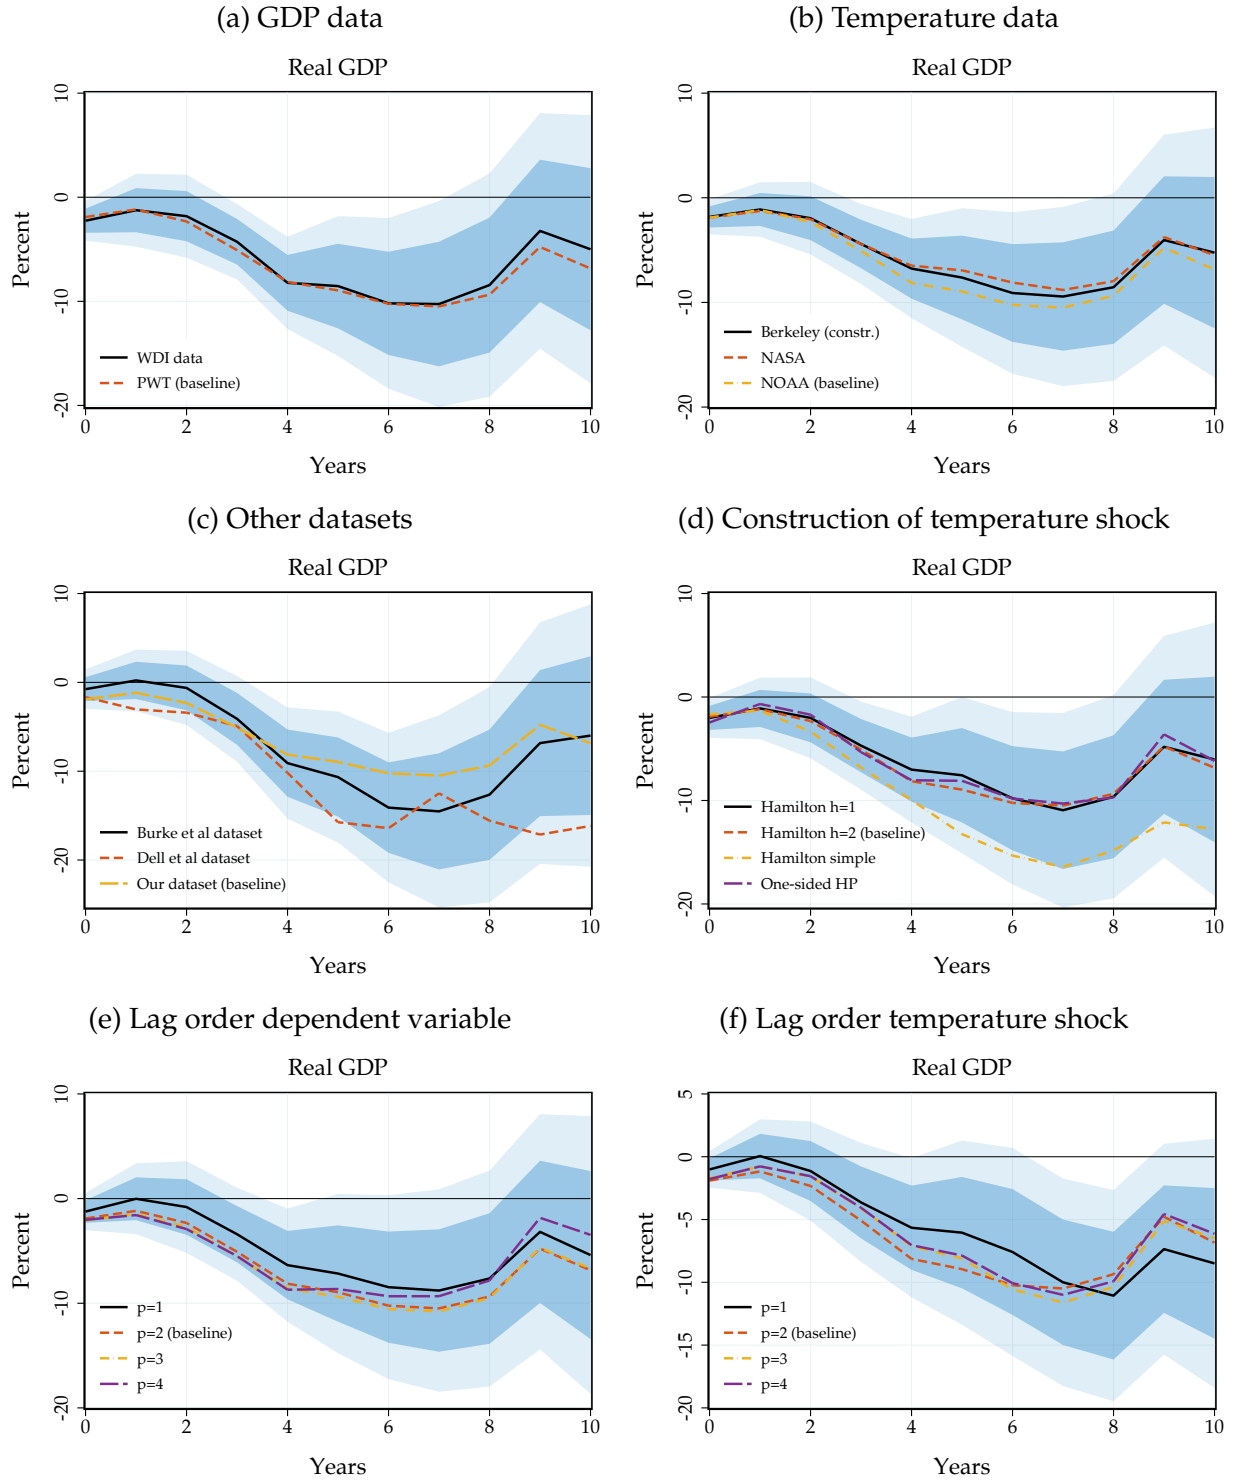 (a) GDP data
Real GDP
Percent
10
0
-10
-20
WDI data
PWT (baseline)
0 2 4 6 8 10
Years
(b) Temperature data
Real GDP
Percent
10
0
-10
-20
Berkeley (constr.)
NASA
NOAA (baseline)
0 2 4 6 8 10
Years
(c) Other datasets
Real GDP
Percent
10
0
-10
-20
Burke et al dataset
Dell et al dataset
Our dataset (baseline)
0 2 4 6 8 10
Years
(d) Construction of temperature shock
Real GDP
Percent
10
0
-10
-20
Hamilton h=1
Hamilton h=2 (baseline)
Hamilton simple
One-sided HP
0 2 4 6 8 10
Years
(e) Lag order dependent variable
Real GDP
Percent
10
0
-10
-20
p=1
p=2 (baseline)
p=3
p=4
0 2 4 6 8 10
Years
(f) Lag order temperature shock
Real GDP
Percent
5
0
-5
-10
-15
-20
p=1
p=2 (baseline)
p=3
p=4
0 2 4 6 8 10
Years